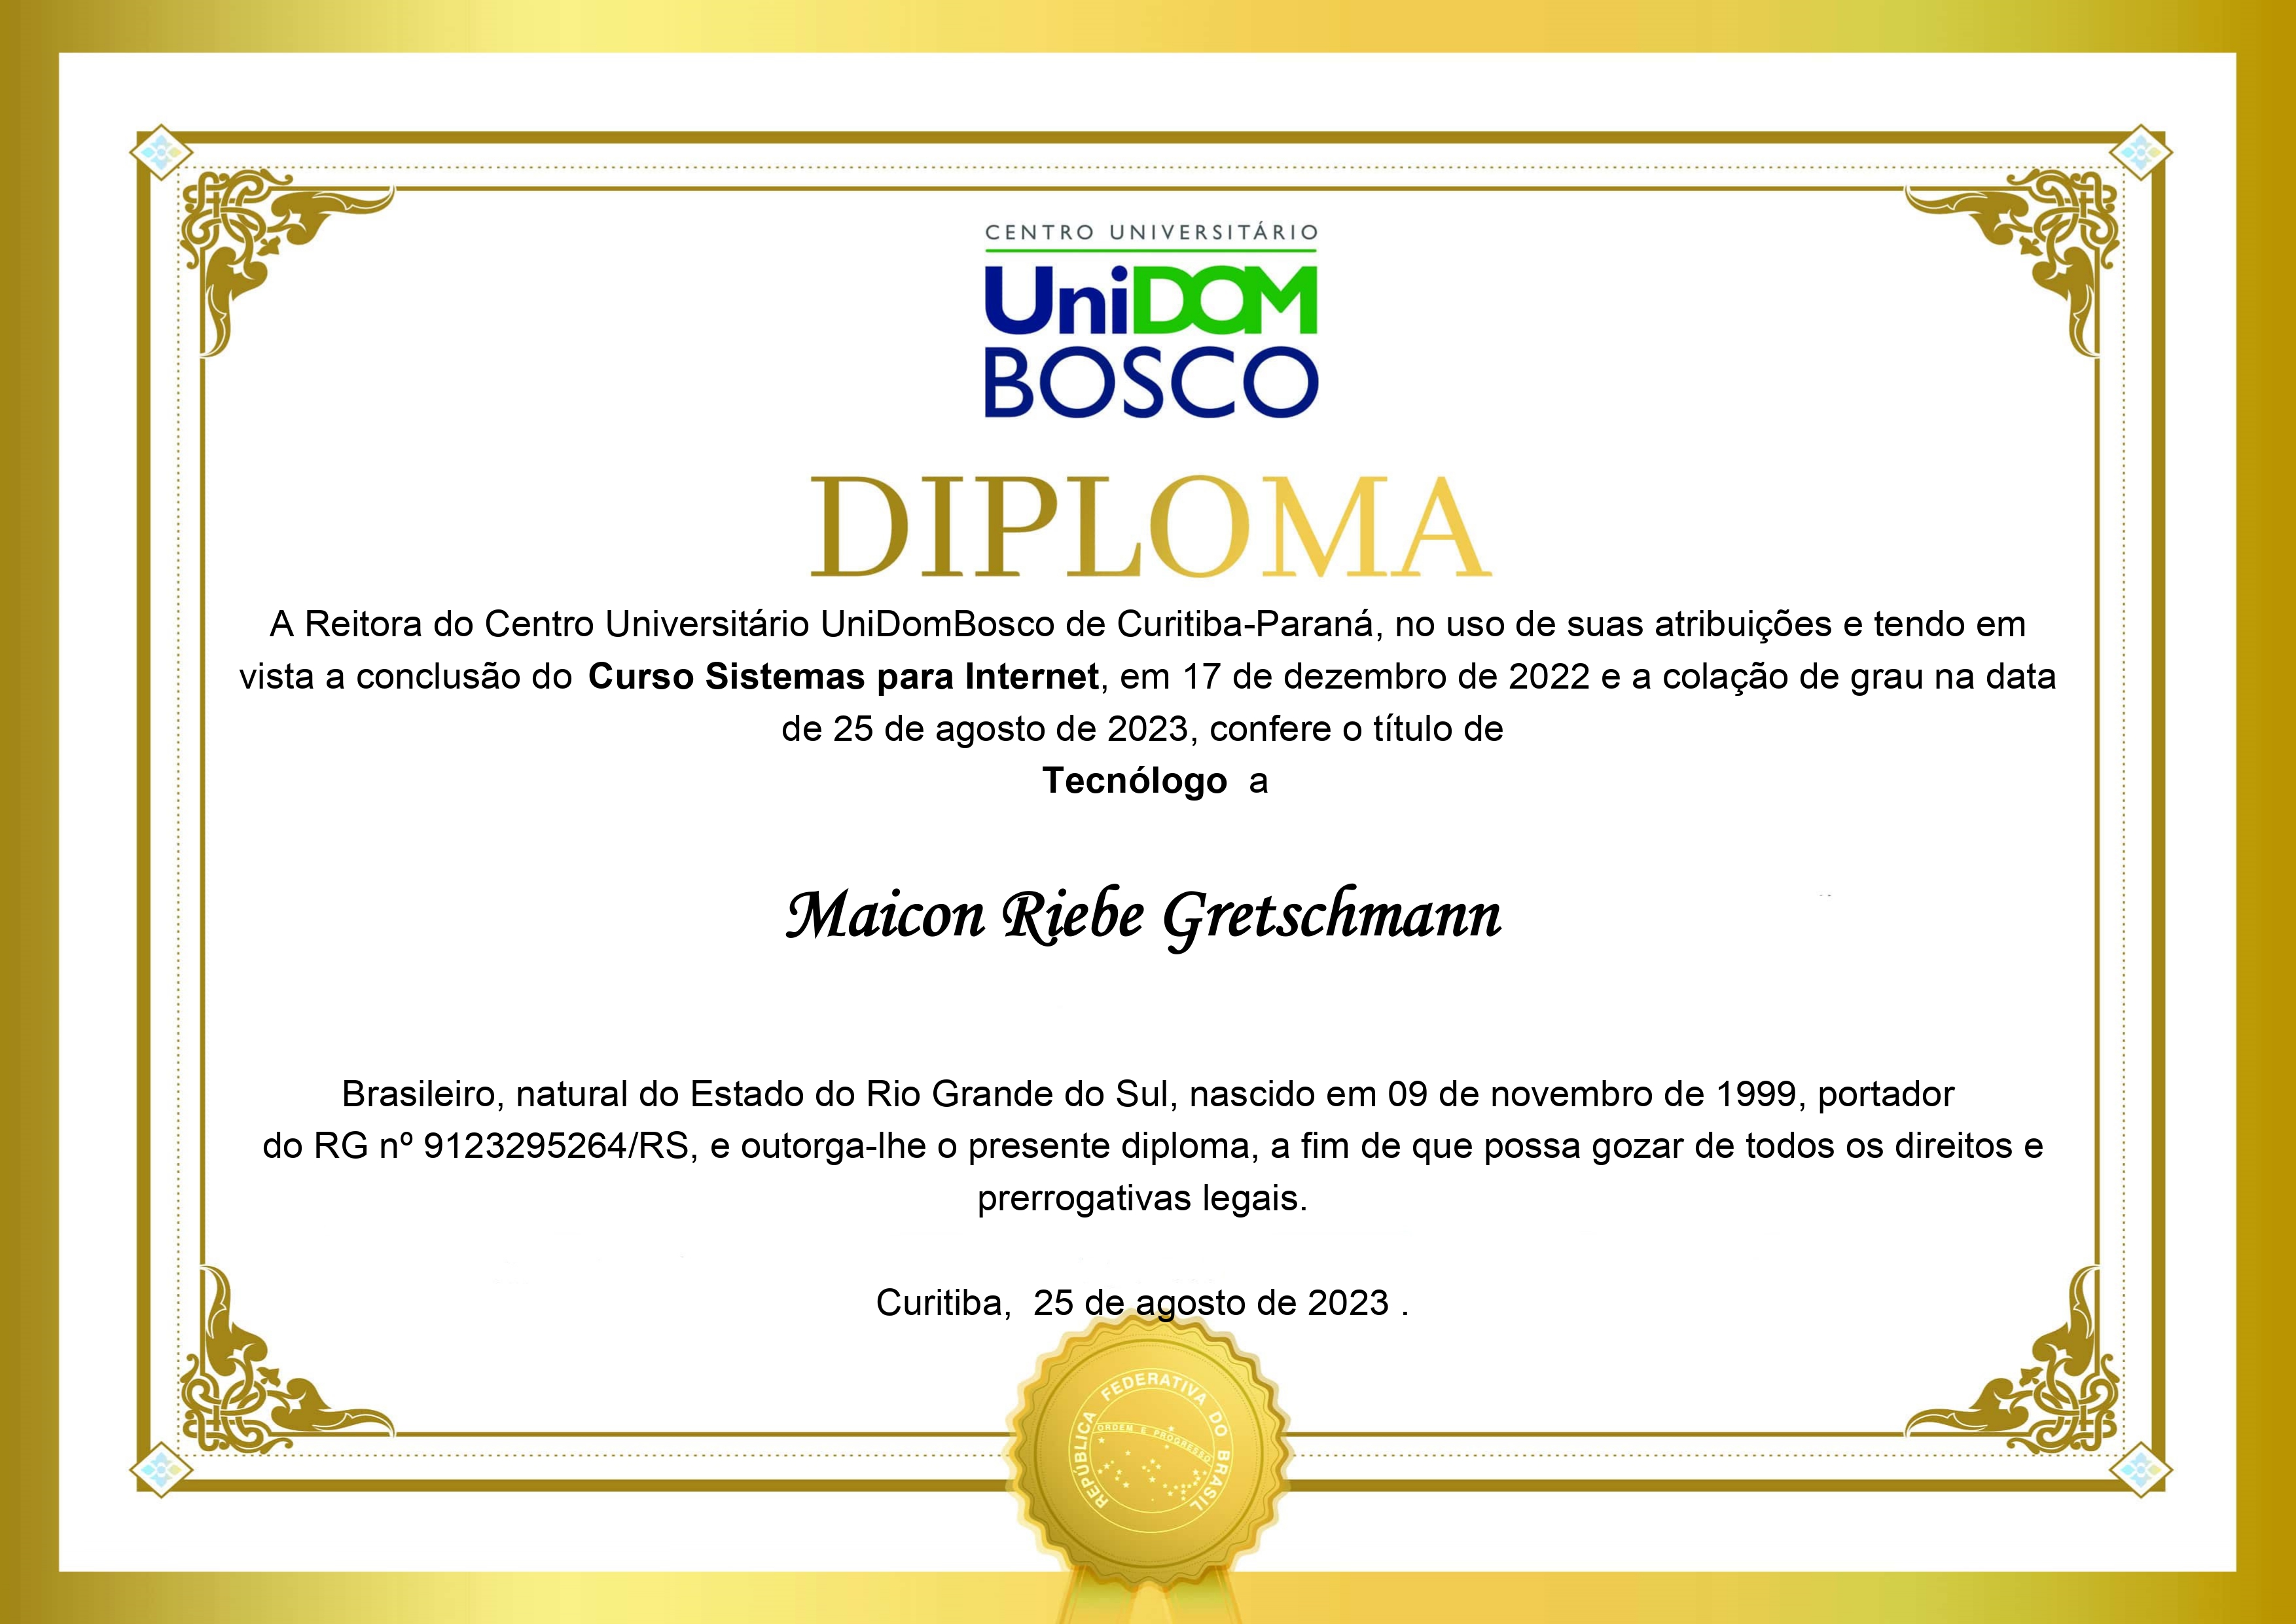 CENTRO UNIVERSITÁRIO
UniDOM
BOSCO
DIPLOMA
A Reitora do Centro Universitário UniDomBosco de Curitiba-Paraná, no uso de suas atribuições e tendo em
vista a conclusão do Curso Sistemas para Internet, em 17 de dezembro de 2022 e a colação de grau na data
de 25 de agosto de 2023, confere o título de
Tecnólogo a
Maicon Riebe Gretschmann
Brasileiro, natural do Estado do Rio Grande do Sul, nascido em 09 de novembro de 1999, portador
do RG nº 9123295264/RS, e outorga-lhe o presente diploma, a fim de que possa gozar de todos os direitos e
prerrogativas legais.
Curitiba, 25 de agosto de 2023 .
REPÚBLICA FEDERATIVA DO BRASIL
ORDEM E PROGRESSO